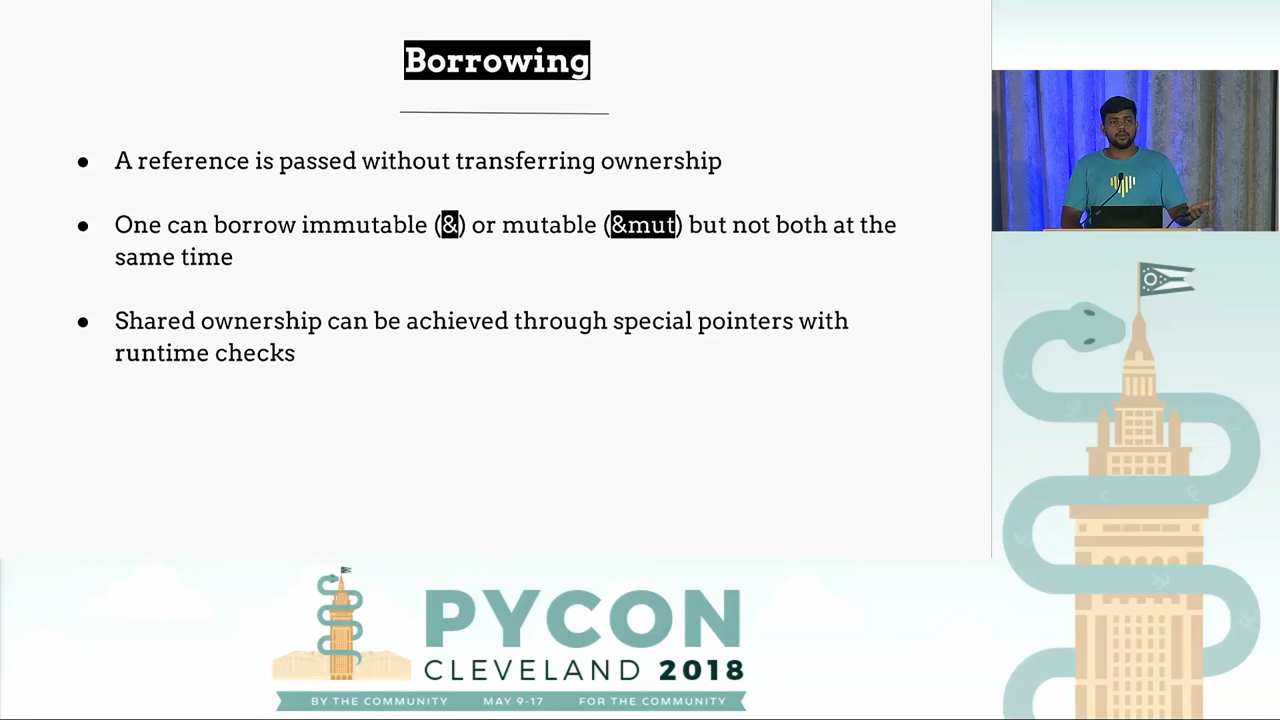 Borrowing
● A reference is passed without transferring ownership
● One can borrow immutable (&) or mutable (&mut) but not both at the
same time
● Shared ownership can be achieved through special pointers with
runtime checks
PYCON
CLEVELAND 2018
BY THE COMMUNITY MAY 9-17 FOR THE COMMUNITY